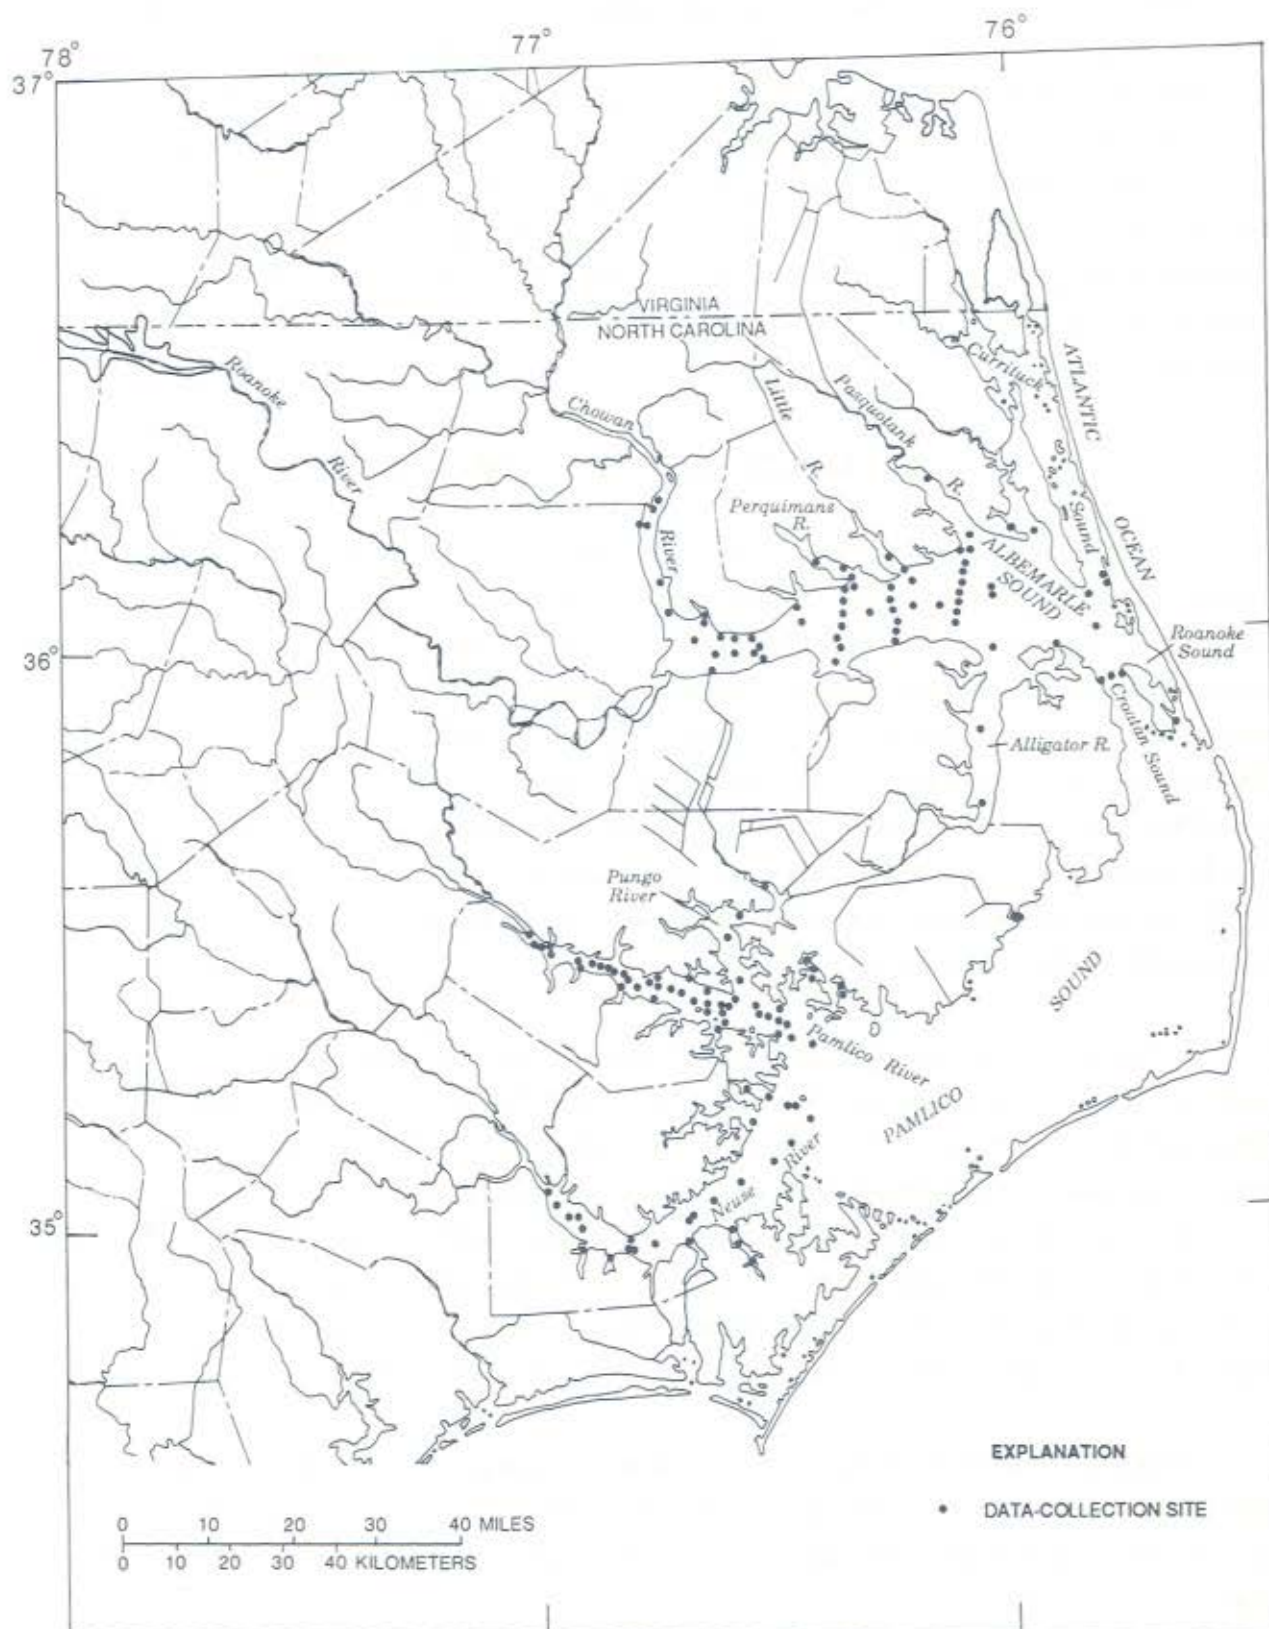 78°
77°
76°
37°
VIRGINIA
NORTH CAROLINA
Roanoke
River
Chowan
River
Little
R.
Pasquotank
R.
Perquimans
R.
Currituck
Sound
ATLANTIC
OCEAN
ALBEMARLE
SOUND
36°
Roanoke
Sound
Croatan Sound
Alligator R.
Pungo
River
SOUND
PAMLICO
Pamlico River
Neuse
River
35°
EXPLANATION
• DATA-COLLECTION SITE
0 10 20 30 40 MILES
0 10 20 30 40 KILOMETERS